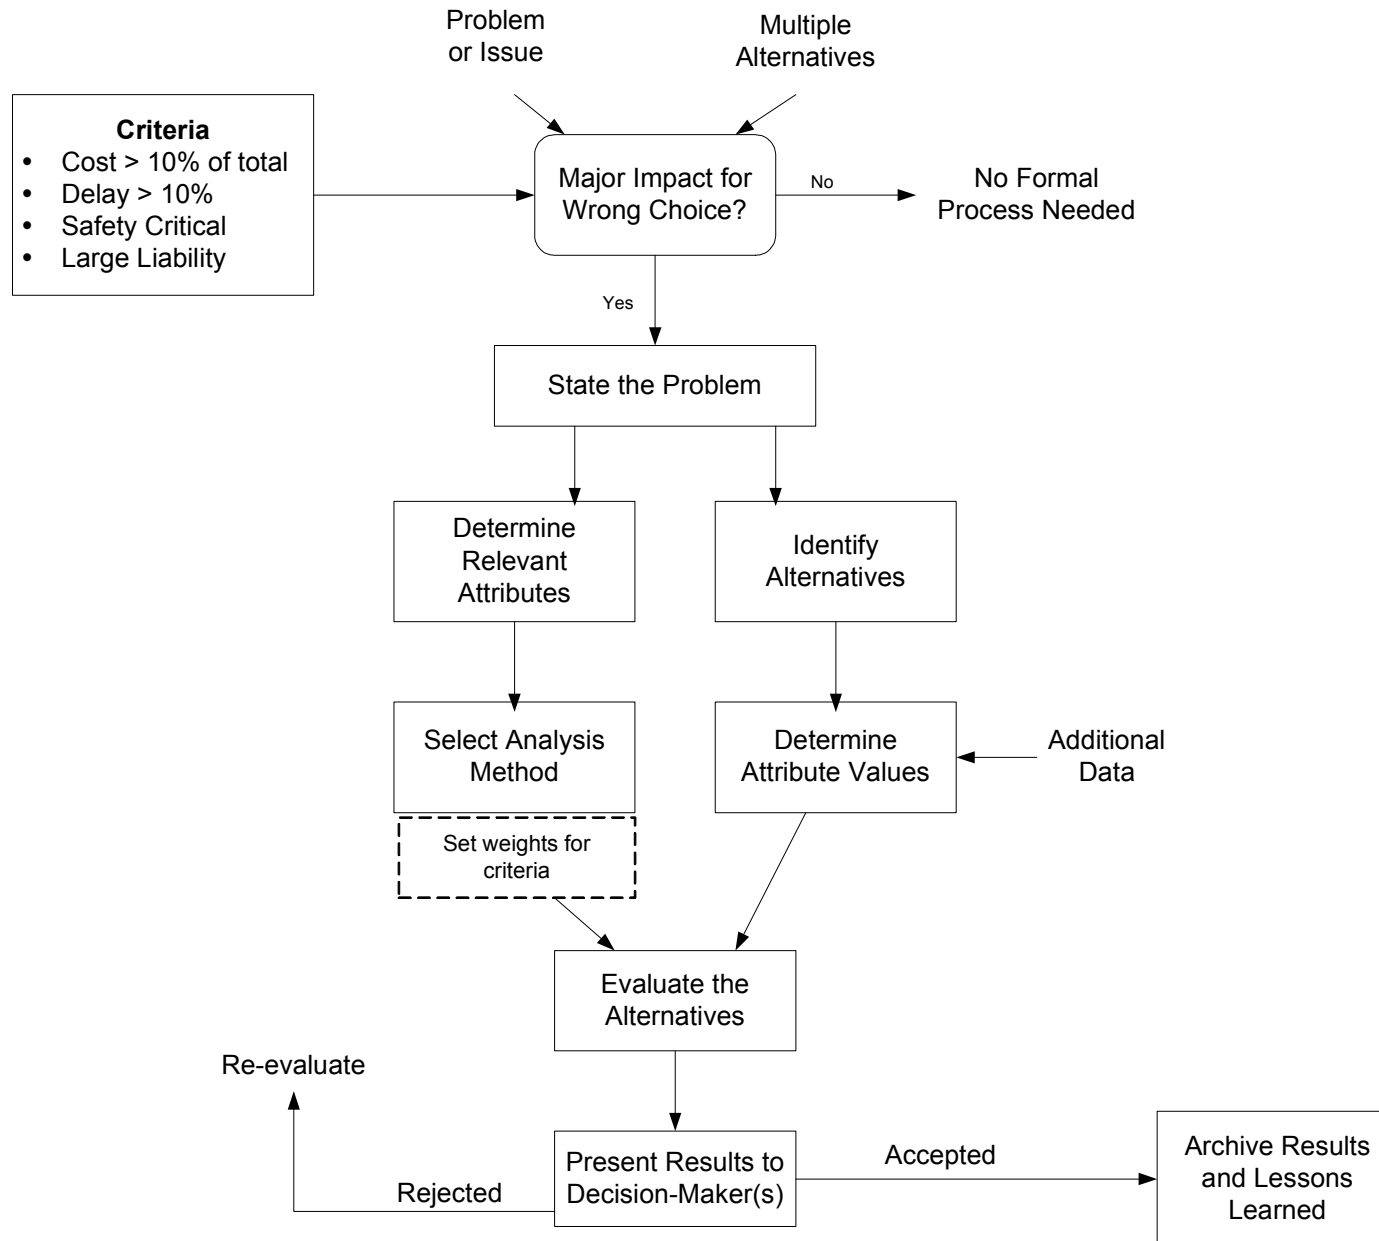 Problem
or Issue
Multiple
Alternatives
Criteria
• Cost > 10% of total
• Delay > 10%
• Safety Critical
• Large Liability
Major Impact for
Wrong Choice?
No
No Formal
Process Needed
Yes
State the Problem
Determine
Relevant
Attributes
Identify
Alternatives
Select Analysis
Method
Determine
Attribute Values
Additional
Data
Set weights for
criteria
Evaluate the
Alternatives
Re-evaluate
Present Results to
Decision-Maker(s)
Rejected
Accepted
Archive Results
and Lessons
Learned